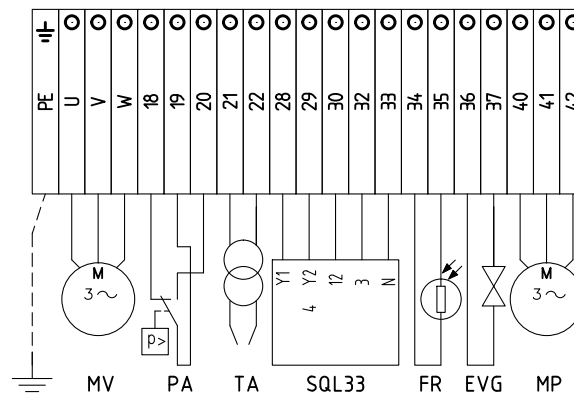 PE U V W 18 19 20 21 22 28 29 30 32 33 34 35 36 37 40 41 42
Y1 Y2 12 3 N
4
M
3~
M
3~
p>
MV PA TA SQL33 FR EVG MP